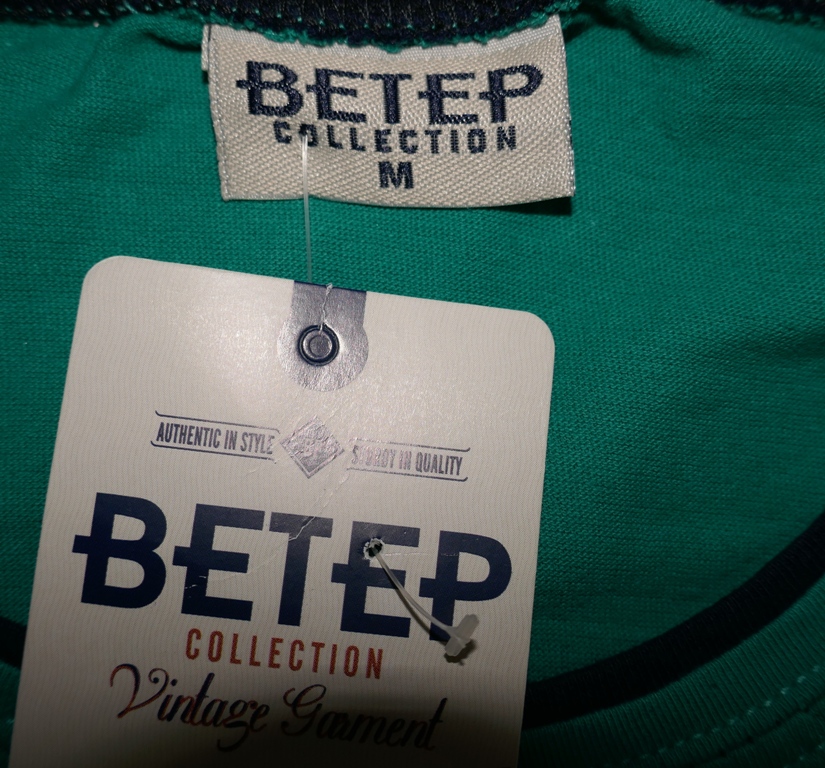 BETEP
COLLECTION
M
AUTHENTIC IN STYLE STURDY IN QUALITY
BETEP
COLLECTION
Vintage Garment